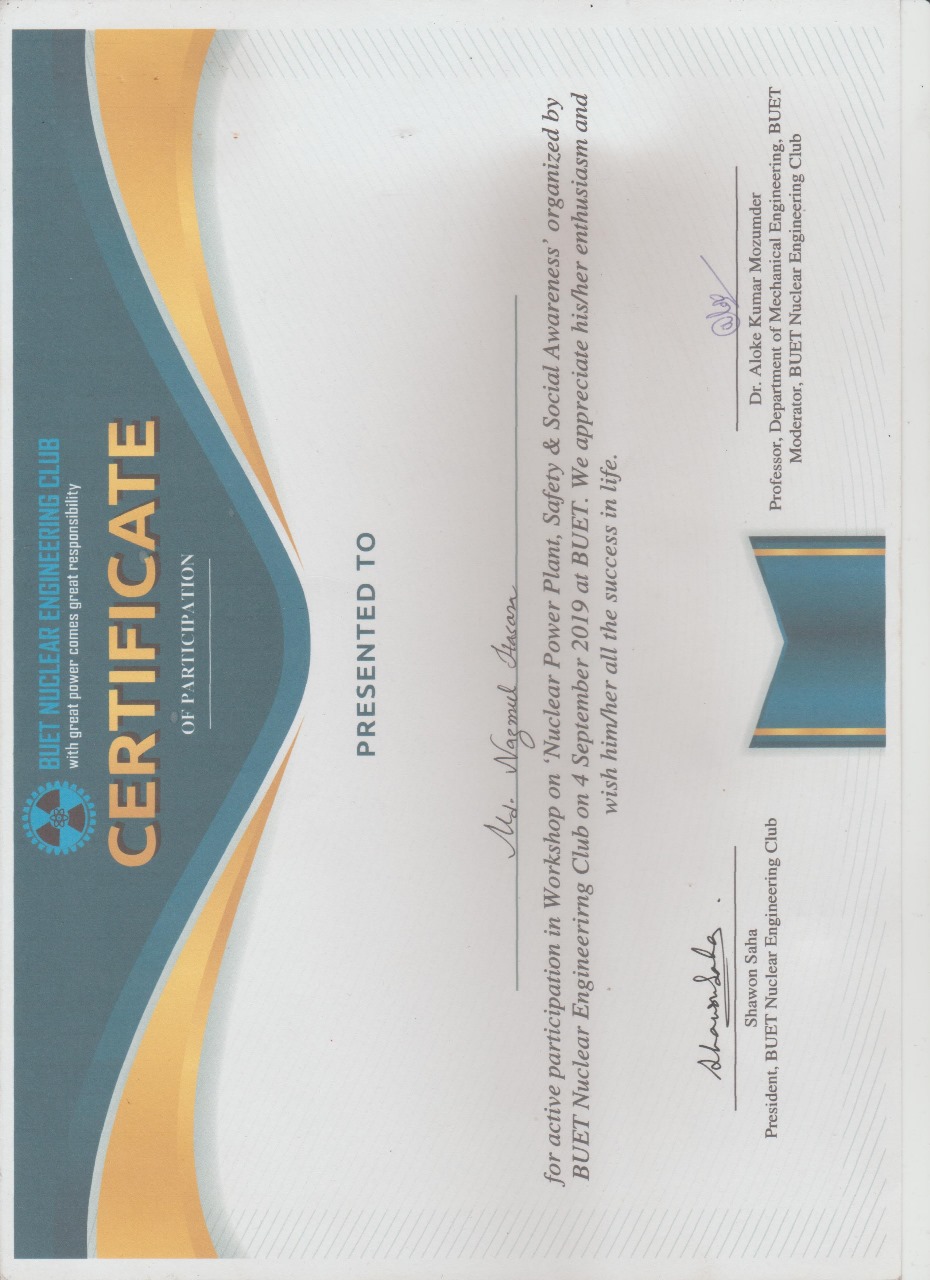 BUET NUCLEAR ENGINEERING CLUB
with great power comes great responsibility
CERTIFICATE
OF PARTICIPATION
PRESENTED TO
Md. Nazmul Hasan
for active participation in Workshop on ‘Nuclear Power Plant, Safety & Social Awareness’ organized by
BUET Nuclear Engineerirng Club on 4 September 2019 at BUET. We appreciate his/her enthusiasm and
wish him/her all the success in life.
Shawon Saha
Shawon Saha
President, BUET Nuclear Engineering Club
Dr. Aloke Kumar Mozumder
Professor, Department of Mechanical Engineering, BUET
Moderator, BUET Nuclear Engineering Club